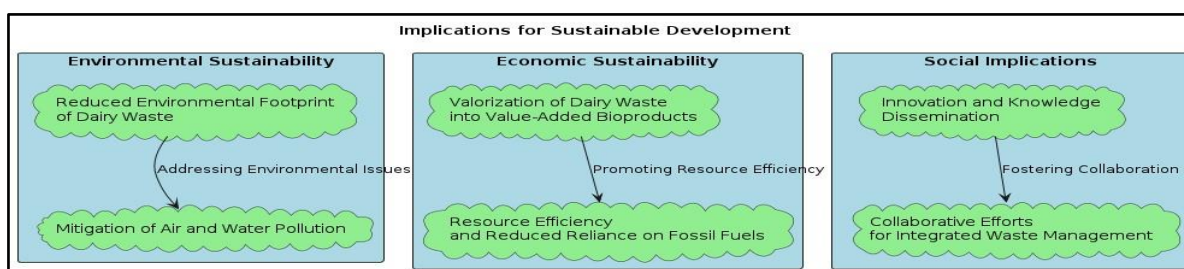 Implications for Sustainable Development
Environmental Sustainability
Reduced Environmental Footprint
of Dairy Waste
Addressing Environmental Issues
Mitigation of Air and Water Pollution
Economic Sustainability
Valorization of Dairy Waste
into Value-Added Bioproducts
Promoting Resource Efficiency
Resource Efficiency
and Reduced Reliance on Fossil Fuels
Social Implications
Innovation and Knowledge
Dissemination
Fostering Collaboration
Collaborative Efforts
for Integrated Waste Management